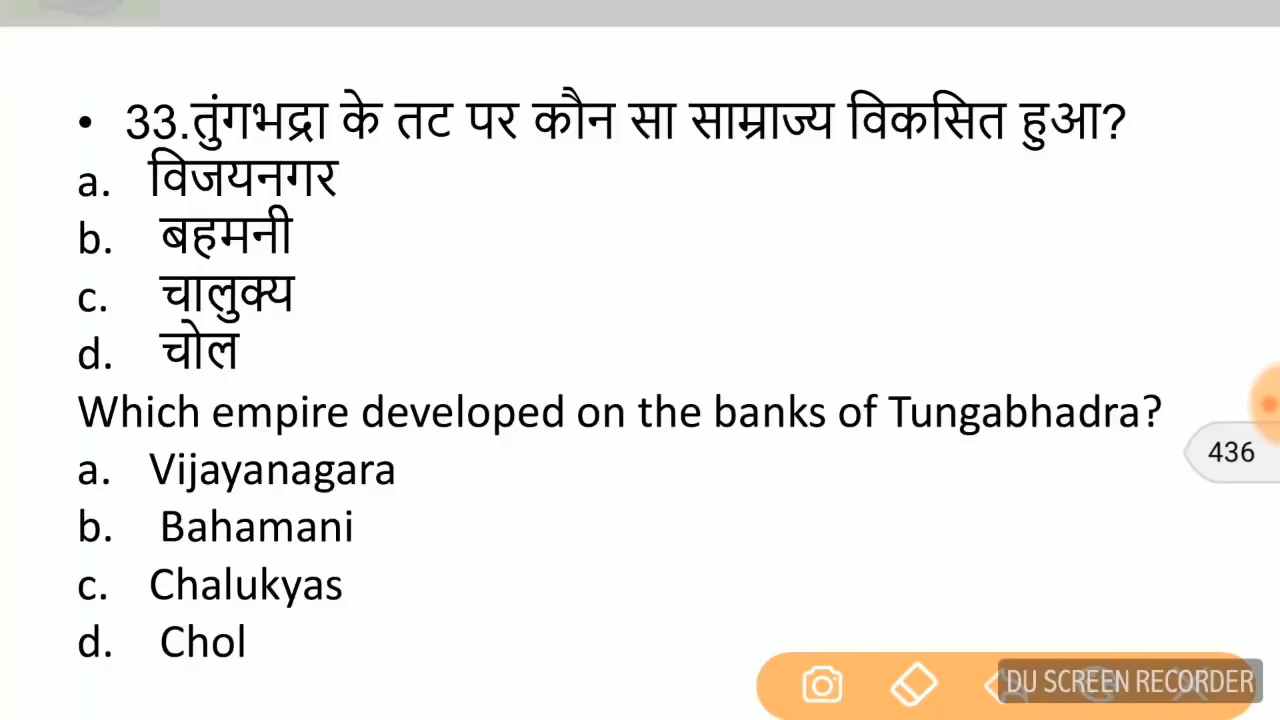 • 33.तुंगभद्रा के तट पर कौन सा साम्राज्य विकसित हुआ?
a. विजयनगर
b. बहमनी
c. चालुक्य
d. चोल
Which empire developed on the banks of Tungabhadra?
436
a. Vijayanagara
b. Bahamani
c. Chalukyas
d. Chol
DU SCREEN RECORDER